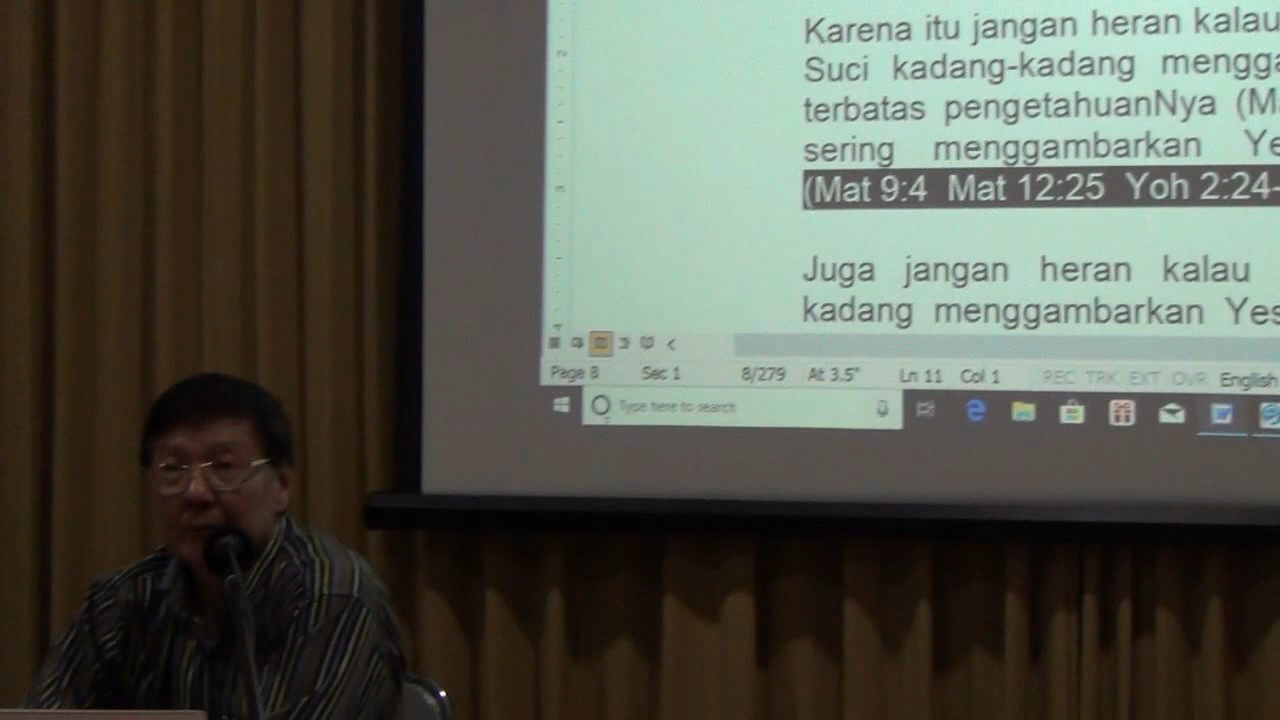 Karena itu jangan heran kalau
Suci kadang-kadang mengga
terbatas pengetahuanNya (Ma
sering menggambarkan Ye
(Mat 9:4 Mat 12:25 Yoh 2:24-
Juga jangan heran kalau
kadang menggambarkan Yes
Page 8 Sec 1 8/279 At 3.5" Ln 11 Col 1 REC TRK EXT OVR English
Type here to search